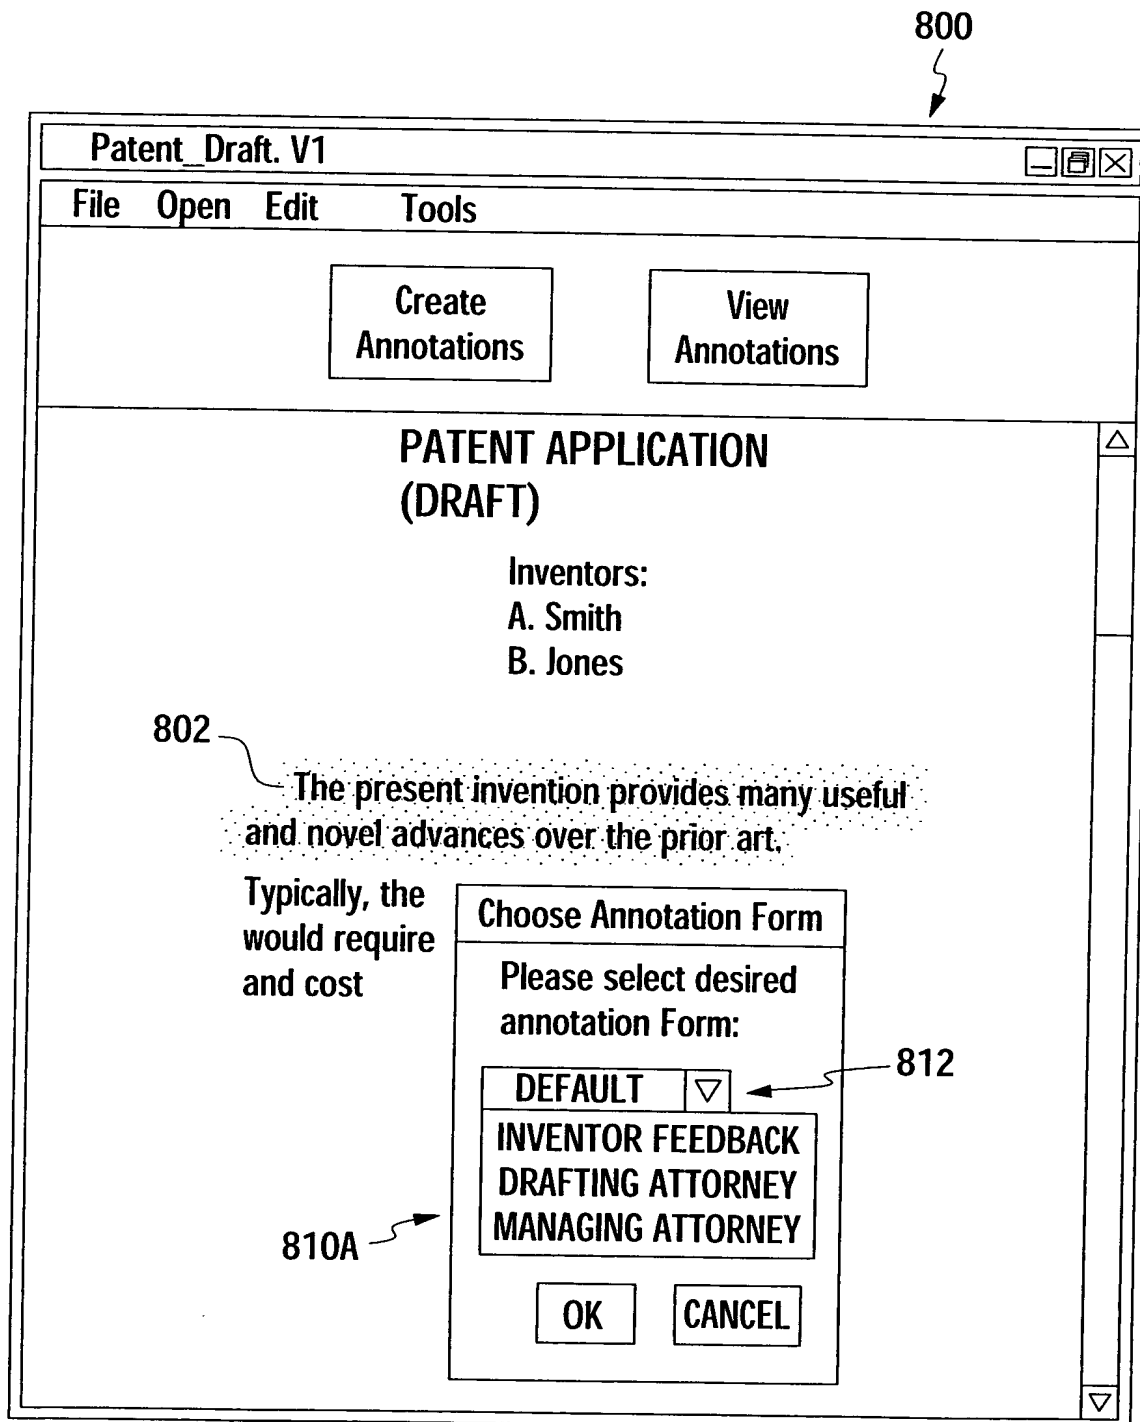 800
Patent_Draft. V1
File Open Edit Tools
Create
Annotations
View
Annotations
PATENT APPLICATION
(DRAFT)
Inventors:
A. Smith
B. Jones
802
The present invention provides many useful
and novel advances over the prior art.
Typically, the
would require
and cost
Choose Annotation Form
Please select desired
annotation Form:
DEFAULT
812
INVENTOR FEEDBACK
DRAFTING ATTORNEY
MANAGING ATTORNEY
810A
OK CANCEL